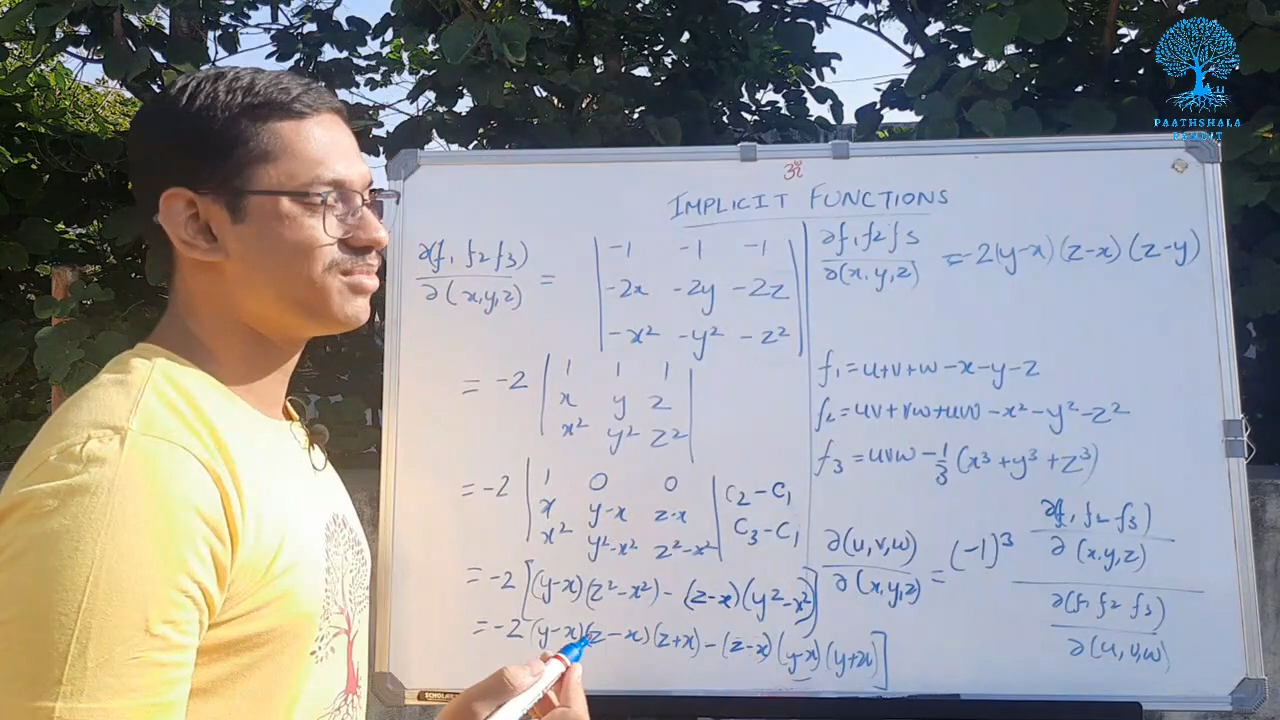 PAATHSHALA
PENDJT
ॐ
IMPLICIT FUNCTIONS
∂(f₁ f₂ f₃) / ∂(x,y,z) = | -1 -1 -1 |
| -2x -2y -2z |
| -x² -y² -z² |
= -2 | 1 1 1 |
| x y z |
| x² y² z² |
= -2 | 1 0 0 | C₂-C₁
| x y-x z-x | C₃-C₁
| x² y²-x² z²-x² |
= -2 [(y-x)(z²-x²) - (z-x)(y²-x²)]
= -2 (y-x)(z-x)(z+x) - (z-x)(y-x)(y+x)]
∂f₁f₂f₃ / ∂(x,y,z) = -2(y-x)(z-x)(z-y)
f₁ = u+v+w-x-y-z
f₂ = uv+vw+uw-x²-y²-z²
f₃ = uvw - 1/3 (x³+y³+z³)
∂(u,v,w) / ∂(x,y,z) = (-1)³ ∂(f₁ f₂ f₃) / ∂(x,y,z) / ∂(f₁ f₂ f₃) / ∂(u,v,w)